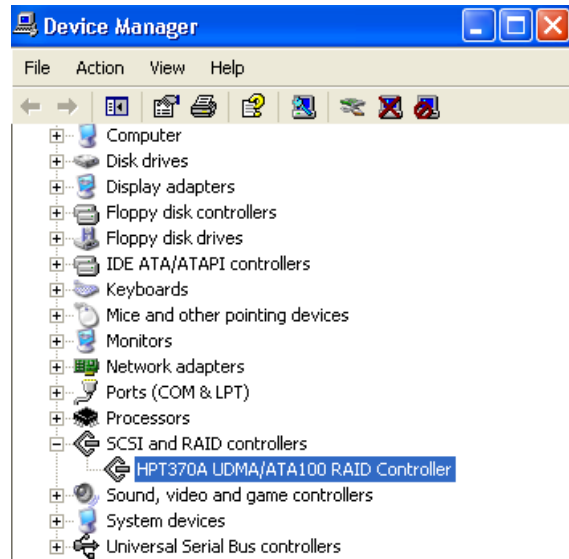 Device Manager
File Action View Help
Computer
Disk drives
Display adapters
Floppy disk controllers
Floppy disk drives
IDE ATA/ATAPI controllers
Keyboards
Mice and other pointing devices
Monitors
Network adapters
Ports (COM & LPT)
Processors
SCSI and RAID controllers
HPT370A UDMA/ATA100 RAID Controller
Sound, video and game controllers
System devices
Universal Serial Bus controllers